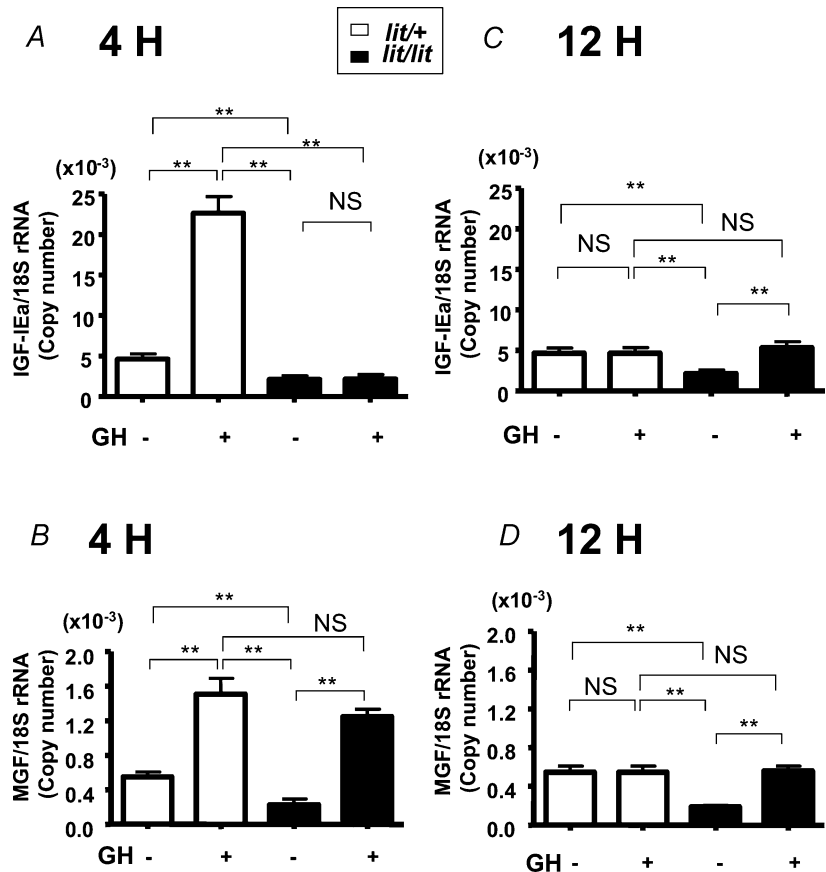 A 4 H
lit/+
lit/lit
C 12 H
(x10-3)
**
**
**
**
NS
25
20
15
10
5
0
IGF-IEa/18S rRNA
(Copy number)
GH - + - +
(x10-3)
**
NS
NS
**
**
25
20
15
10
5
0
IGF-IEa/18S rRNA
(Copy number)
GH - + - +
B 4 H
(x10-3)
**
NS
**
**
**
2.0
1.6
1.2
0.8
0.4
0.0
MGF/18S rRNA
(Copy number)
GH - + - +
D 12 H
(x10-3)
**
NS
NS
**
**
2.0
1.6
1.2
0.8
0.4
0.0
MGF/18S rRNA
(Copy number)
GH - + - +